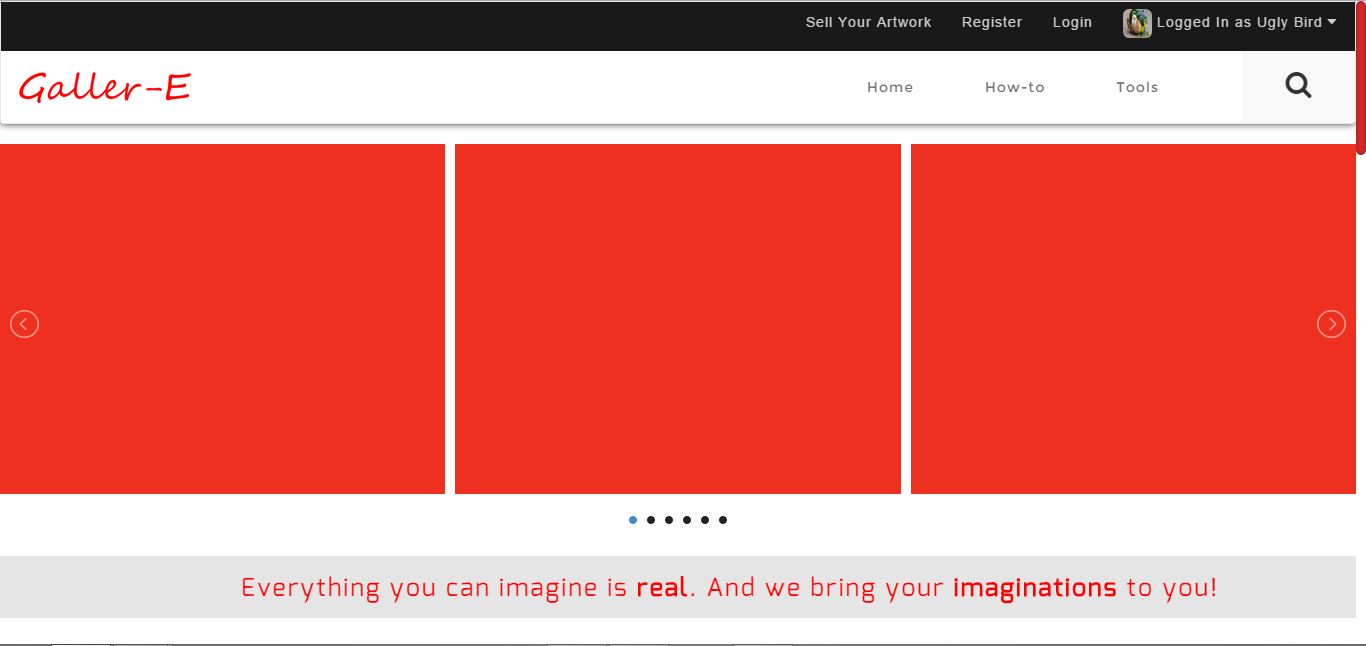 Sell Your Artwork Register Login Logged In as Ugly Bird
Galler-E Home How-to Tools
Everything you can imagine is real. And we bring your imaginations to you!